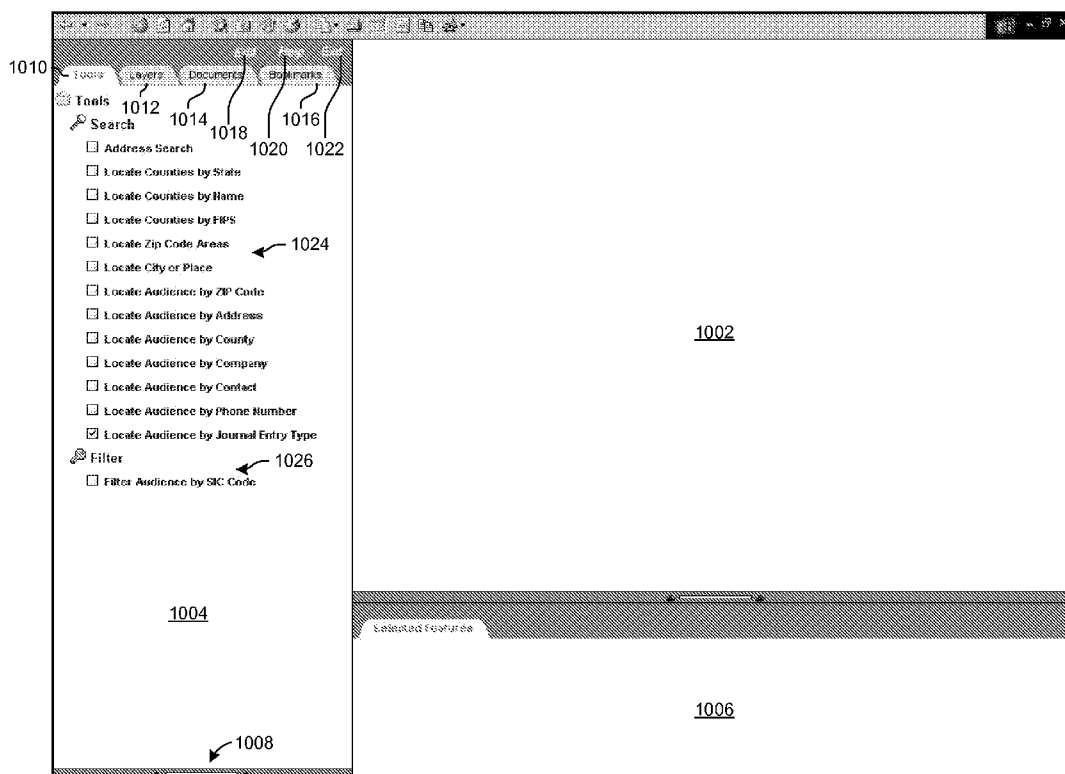 1010
Tools
Layers
Documents
Bookmarks
1012
1014
1018
1020
1016
1022
Tools
Search
Address Search
Locate Counties by State
Locate Counties by Name
Locate Counties by FIPS
Locate Zip Code Areas
1024
Locate City or Place
Locate Audience by ZIP Code
Locate Audience by Address
Locate Audience by County
Locate Audience by Company
Locate Audience by Contact
Locate Audience by Phone Number
Locate Audience by Journal Entry Type
Filter
1026
Filter Audience by SIC Code
1002
1004
Selected Features
1006
1008